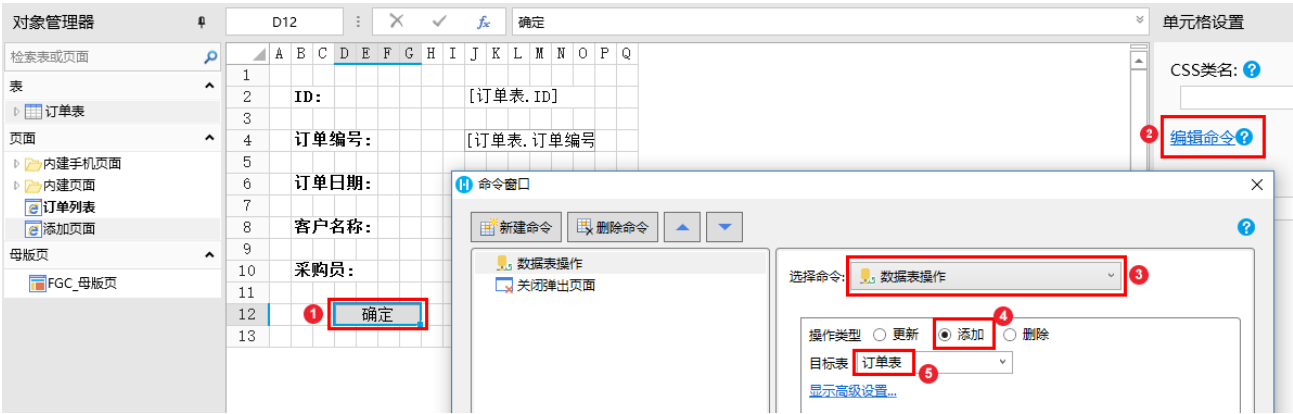 对象管理器
D12
fx
确定
单元格设置
检索表或页面
表
订单表
页面
内建手机页面
内建页面
订单列表
添加页面
母版页
FGC_母版页
A B C D E F G H I J K L M N O P Q
1
2 ID: [订单表.ID]
3
4 订单编号: [订单表.订单编号
5
6 订单日期:
7
8 客户名称:
9
10 采购员:
11
12 1 确定
13
CSS类名: ?
2 编辑命令 ?
命令窗口
新建命令 删除命令 ?
数据表操作
关闭弹出页面
选择命令: 数据表操作 3
4
操作类型 更新 添加 删除
目标表 订单表 5
显示高级设置...